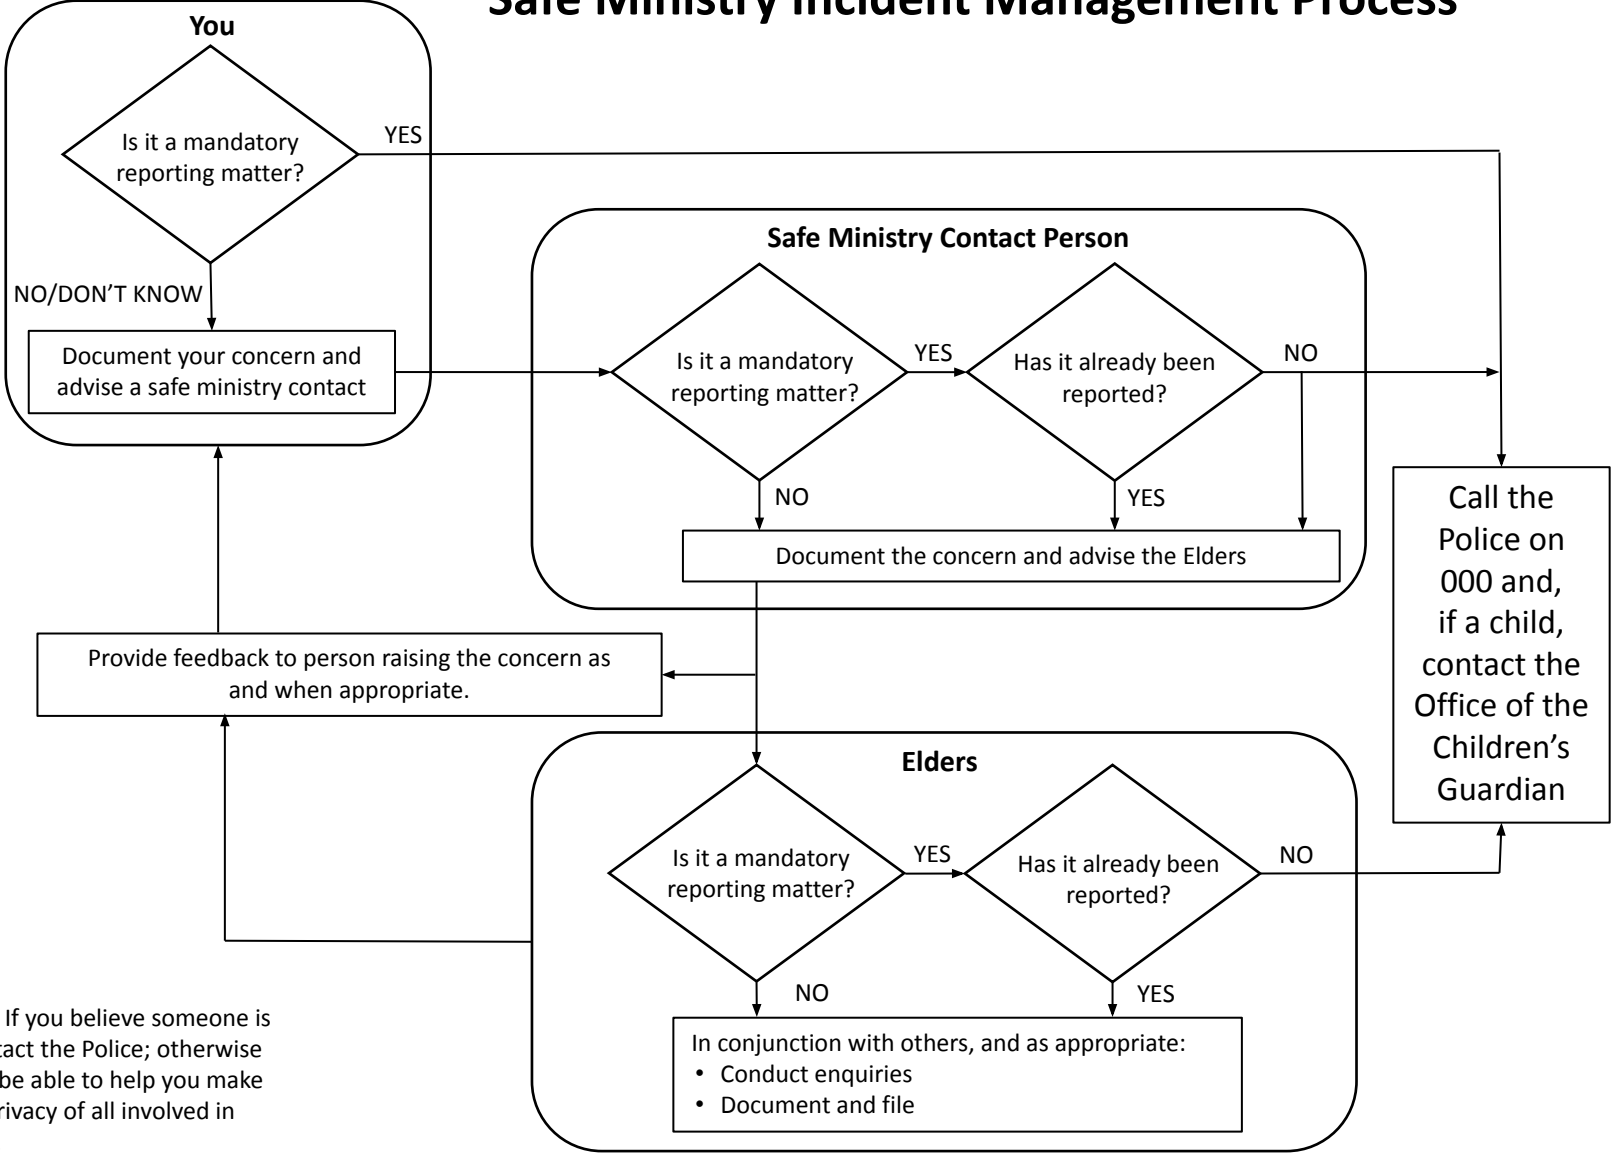 Safe Ministry Incident Management Process
You
Is it a mandatory
reporting matter?
YES
NO/DON'T KNOW
Document your concern and
advise a safe ministry contact
Safe Ministry Contact Person
Is it a mandatory
reporting matter?
YES
Has it already been
reported?
NO
NO
YES
Document the concern and advise the Elders
Call the
Police on
000 and,
if a child,
contact the
Office of the
Children's
Guardian
Provide feedback to person raising the concern as
and when appropriate.
Elders
Is it a mandatory
reporting matter?
YES
Has it already been
reported?
NO
NO
YES
In conjunction with others, and as appropriate:
• Conduct enquiries
• Document and file
If you believe someone is
the Police; otherwise
be able to help you make
of all involved in